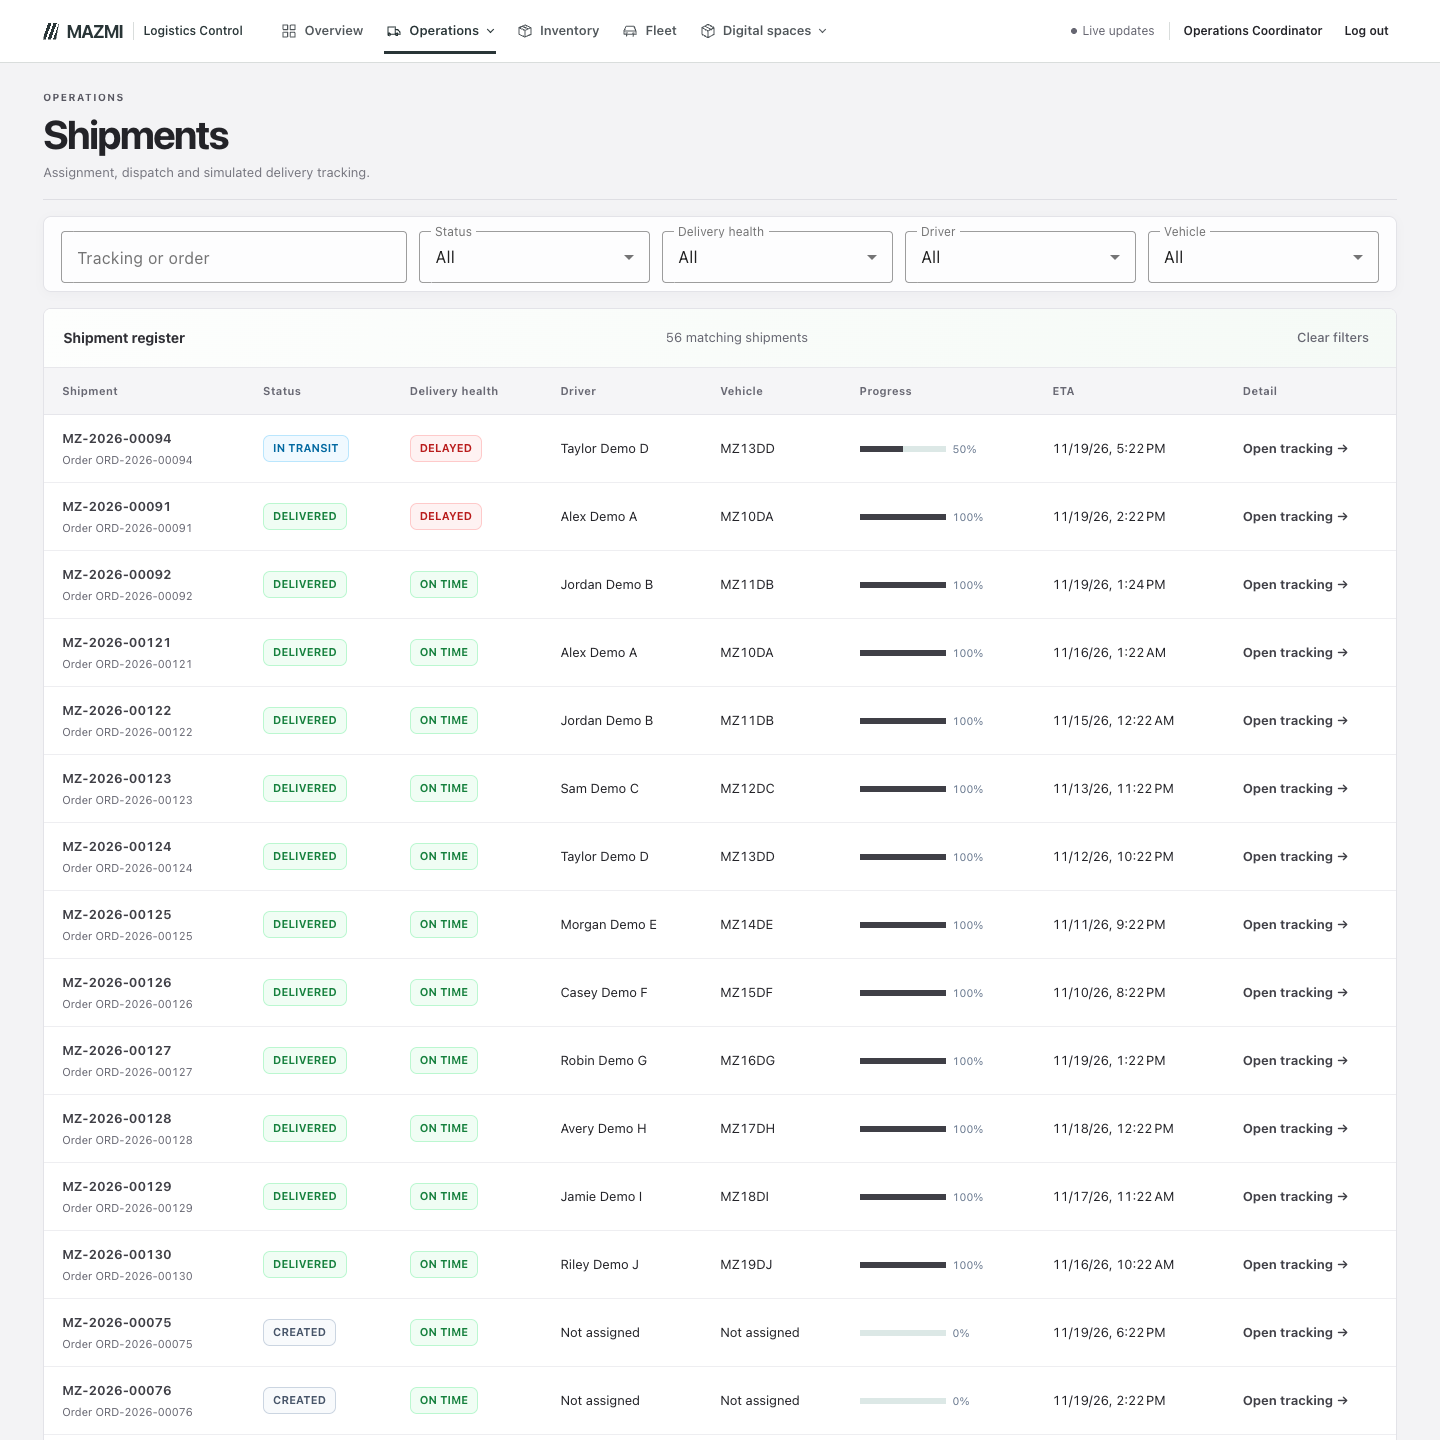 MAZMI Logistics Control Overview Operations Inventory Fleet Digital spaces Live updates Operations Coordinator Log out
OPERATIONS
Shipments
Assignment, dispatch and simulated delivery tracking.
Status Delivery health Driver Vehicle
Tracking or order All All All All
Shipment register 56 matching shipments Clear filters
Shipment Status Delivery health Driver Vehicle Progress ETA Detail
MZ-2026-00094
Order ORD-2026-00094 IN TRANSIT DELAYED Taylor Demo D MZ13DD 50% 11/19/26, 5:22 PM Open tracking →
MZ-2026-00091
Order ORD-2026-00091 DELIVERED DELAYED Alex Demo A MZ10DA 100% 11/19/26, 2:22 PM Open tracking →
MZ-2026-00092
Order ORD-2026-00092 DELIVERED ON TIME Jordan Demo B MZ11DB 100% 11/19/26, 1:24 PM Open tracking →
MZ-2026-00121
Order ORD-2026-00121 DELIVERED ON TIME Alex Demo A MZ10DA 100% 11/16/26, 1:22 AM Open tracking →
MZ-2026-00122
Order ORD-2026-00122 DELIVERED ON TIME Jordan Demo B MZ11DB 100% 11/15/26, 12:22 AM Open tracking →
MZ-2026-00123
Order ORD-2026-00123 DELIVERED ON TIME Sam Demo C MZ12DC 100% 11/13/26, 11:22 PM Open tracking →
MZ-2026-00124
Order ORD-2026-00124 DELIVERED ON TIME Taylor Demo D MZ13DD 100% 11/12/26, 10:22 PM Open tracking →
MZ-2026-00125
Order ORD-2026-00125 DELIVERED ON TIME Morgan Demo E MZ14DE 100% 11/11/26, 9:22 PM Open tracking →
MZ-2026-00126
Order ORD-2026-00126 DELIVERED ON TIME Casey Demo F MZ15DF 100% 11/10/26, 8:22 PM Open tracking →
MZ-2026-00127
Order ORD-2026-00127 DELIVERED ON TIME Robin Demo G MZ16DG 100% 11/19/26, 1:22 PM Open tracking →
MZ-2026-00128
Order ORD-2026-00128 DELIVERED ON TIME Avery Demo H MZ17DH 100% 11/18/26, 12:22 PM Open tracking →
MZ-2026-00129
Order ORD-2026-00129 DELIVERED ON TIME Jamie Demo I MZ18DI 100% 11/17/26, 11:22 AM Open tracking →
MZ-2026-00130
Order ORD-2026-00130 DELIVERED ON TIME Riley Demo J MZ19DJ 100% 11/16/26, 10:22 AM Open tracking →
MZ-2026-00075
Order ORD-2026-00075 CREATED ON TIME Not assigned Not assigned 0% 11/19/26, 6:22 PM Open tracking →
MZ-2026-00076
Order ORD-2026-00076 CREATED ON TIME Not assigned Not assigned 0% 11/19/26, 2:22 PM Open tracking →